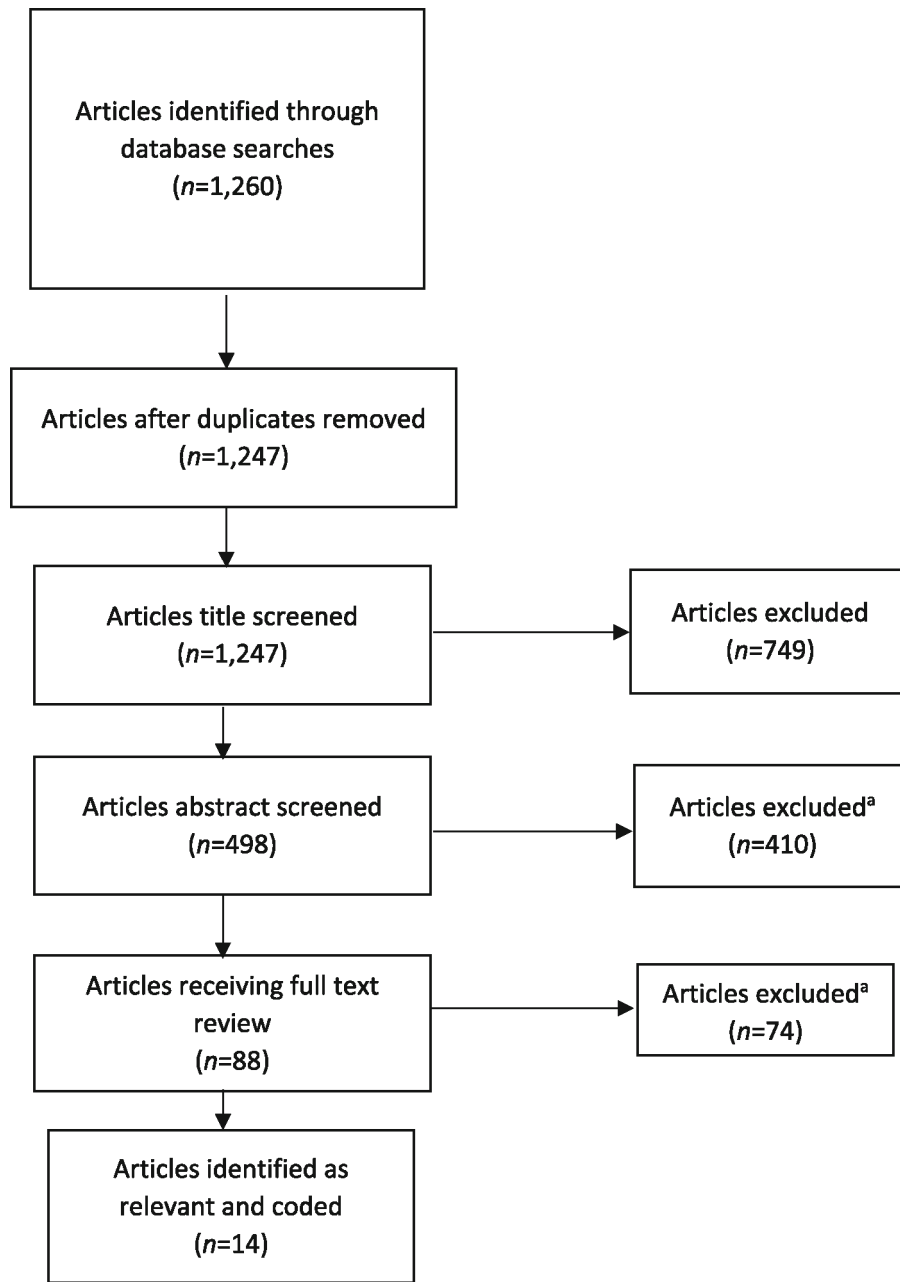 Articles identified through
database searches
(n=1,260)
Articles after duplicates removed
(n=1,247)
Articles title screened
(n=1,247)
Articles excluded
(n=749)
Articles abstract screened
(n=498)
Articles excludedᵃ
(n=410)
Articles receiving full text
review
(n=88)
Articles excludedᵃ
(n=74)
Articles identified as
relevant and coded
(n=14)